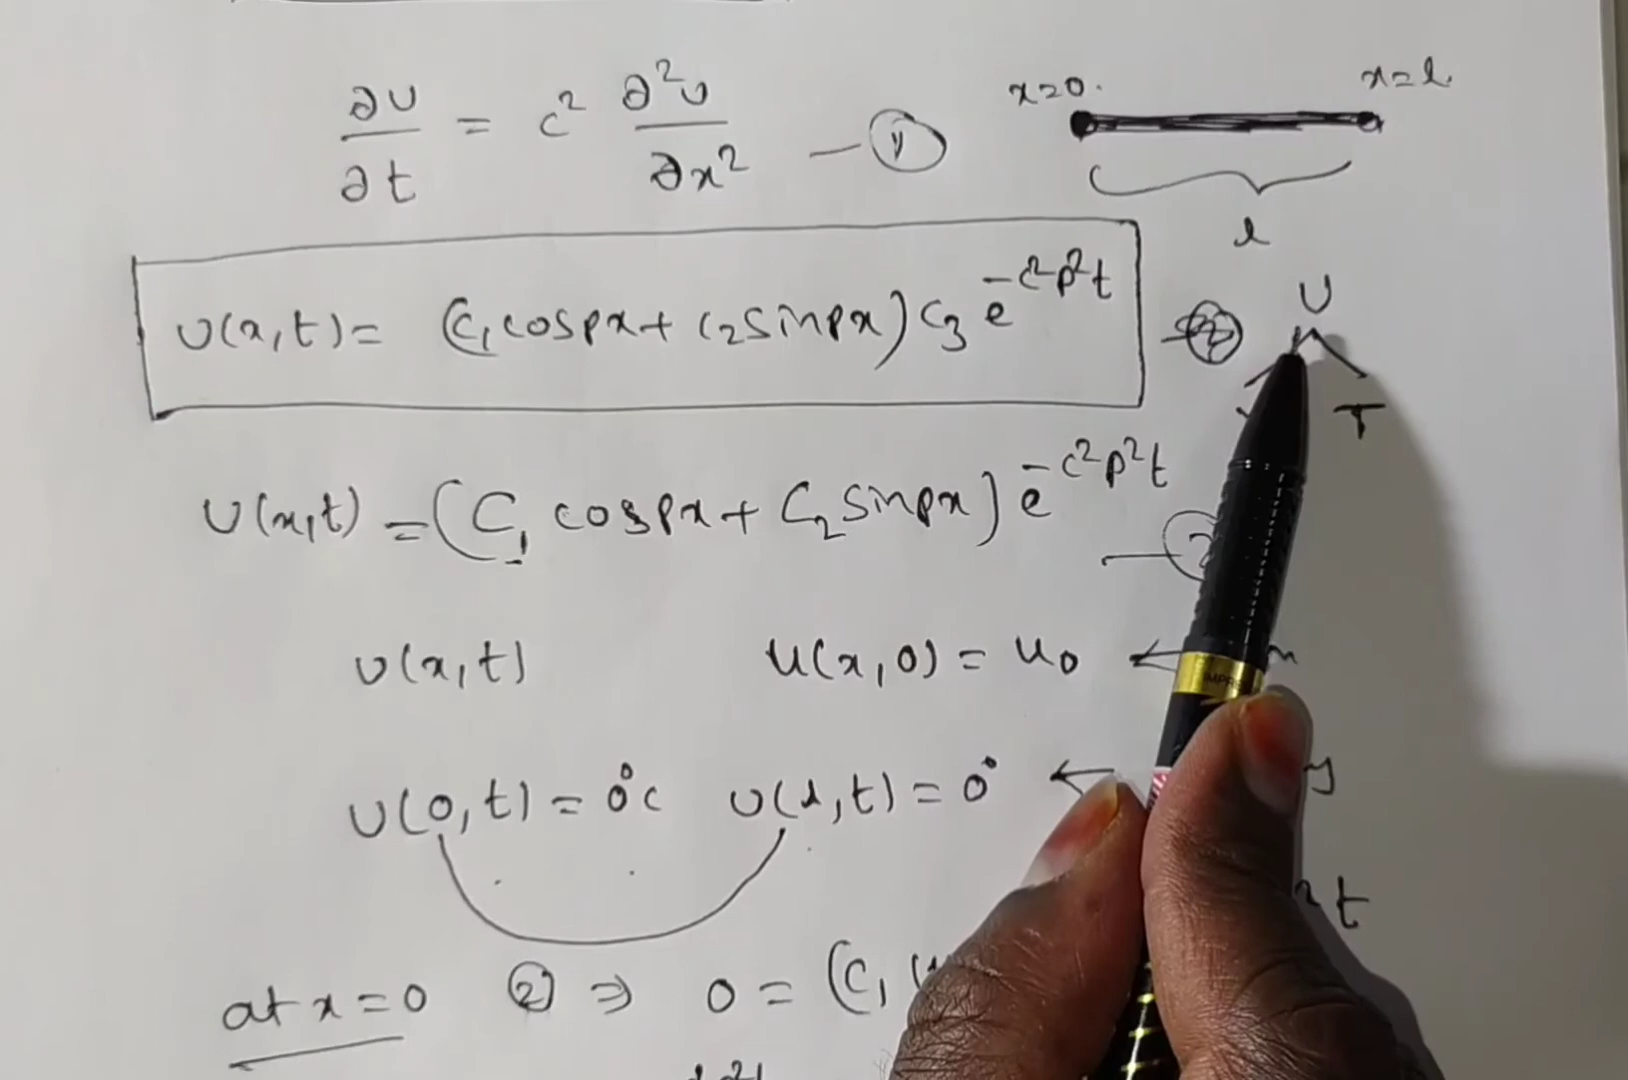 x=0. x=l.
∂U/∂t = c² ∂²U/∂x² — ①
l
U(x,t) = (C₁cospx + C₂sinpx) C₃ e^{-c²p²t}
U
T
U(x,t) = (C₁ cospx + C₂ sinpx) e^{-c²p²t}
U(x,t) u(x,0) = u₀ ←
U(0,t) = 0°c U(l,t) = 0° ←
at x=0 ② ⇒ 0 = (C₁